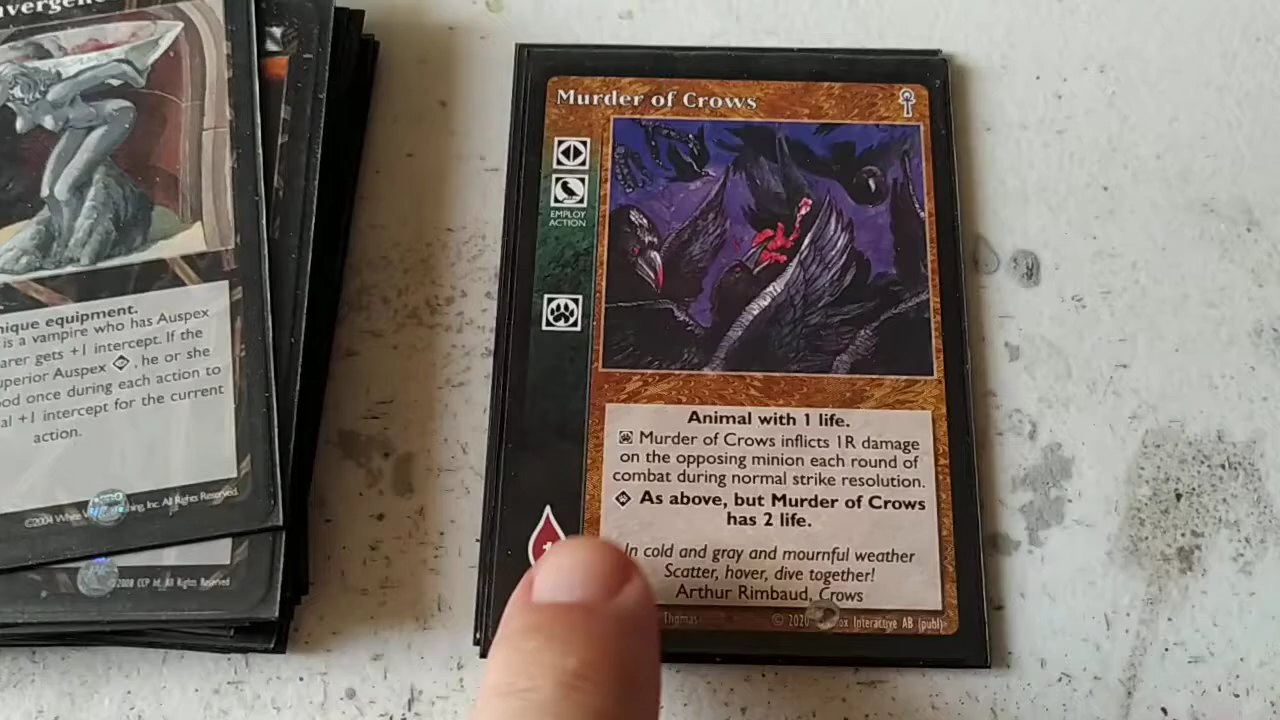 nique equipment.
is a vampire who has Auspex
arer gets +1 intercept. If the
uperior Auspex , he or she
od once during each action to
al +1 intercept for the current
action.
©2004 White All Rights Reserved.
©2008 CCP hf. All Rights Reserved
Murder of Crows
EMPLOY
ACTION
Animal with 1 life.
Murder of Crows inflicts 1R damage
on the opposing minion each round of
combat during normal strike resolution.
As above, but Murder of Crows
has 2 life.
In cold and gray and mournful weather
Scatter, hover, dive together!
Arthur Rimbaud, Crows
Thomas
© 2020 ox Interactive AB (publ)